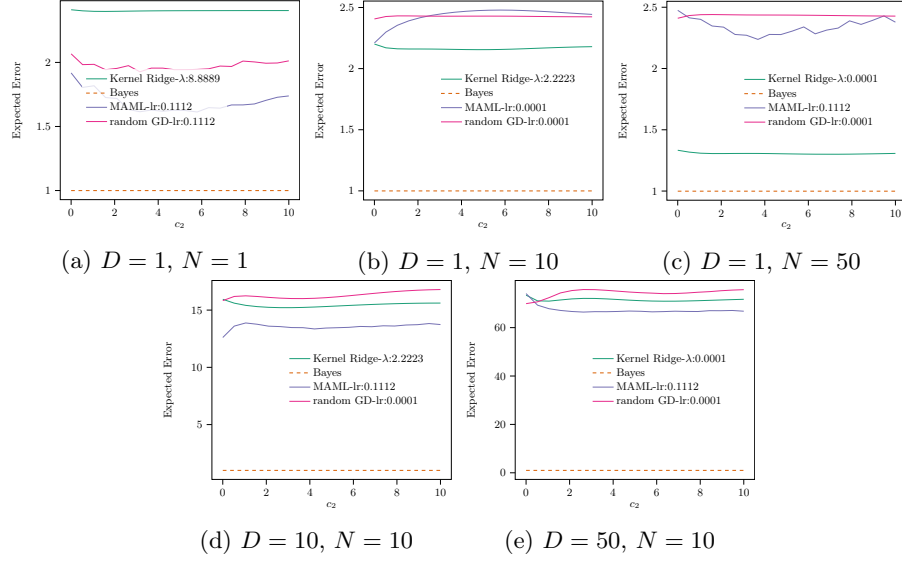 2.5
2
1.5
1
Expected Error
Kernel Ridge-λ:8.8889
Bayes
MAML-lr:0.1112
random GD-lr:0.1112
0 2 4 6 8 10
c₂
(a) D = 1, N = 1
2.5
2
1.5
1
Expected Error
Kernel Ridge-λ:2.2223
Bayes
MAML-lr:0.0001
random GD-lr:0.0001
0 2 4 6 8 10
c₂
(b) D = 1, N = 10
2.5
2
1.5
1
Expected Error
Kernel Ridge-λ:0.0001
Bayes
MAML-lr:0.1112
random GD-lr:0.0001
0 2 4 6 8 10
c₂
(c) D = 1, N = 50
15
10
5
Expected Error
Kernel Ridge-λ:2.2223
Bayes
MAML-lr:0.1112
random GD-lr:0.0001
0 2 4 6 8 10
c₂
(d) D = 10, N = 10
60
40
20
0
Expected Error
Kernel Ridge-λ:0.0001
Bayes
MAML-lr:0.1112
random GD-lr:0.0001
0 2 4 6 8 10
c₂
(e) D = 50, N = 10